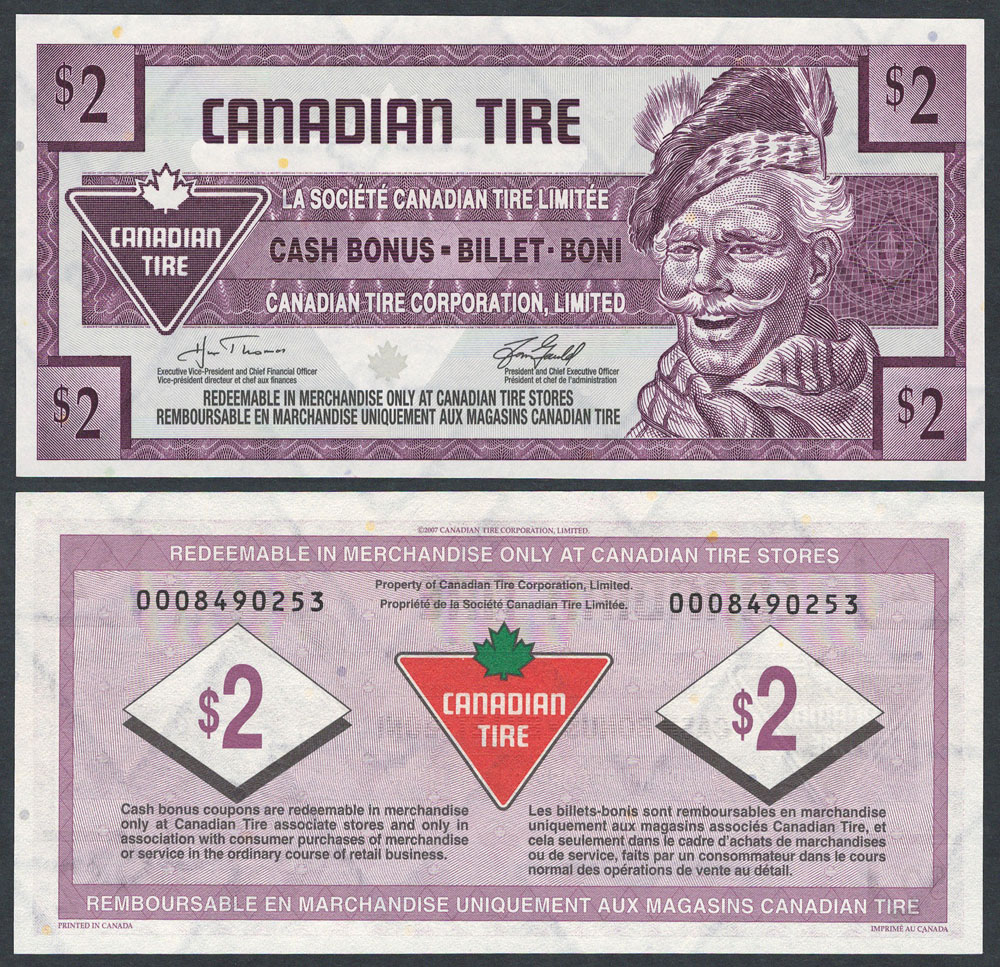 $2
$2
CANADIAN TIRE
LA SOCIÉTÉ CANADIAN TIRE LIMITÉE
CANADIAN
TIRE
CASH BONUS = BILLET · BONI
CANADIAN TIRE CORPORATION, LIMITED
Executive Vice-President and Chief Financial Officer
Vice-président directeur et chef aux finances
President and Chief Executive Officer
Président et chef de l'administration
REDEEMABLE IN MERCHANDISE ONLY AT CANADIAN TIRE STORES
REMBOURSABLE EN MARCHANDISE UNIQUEMENT AUX MAGASINS CANADIAN TIRE
$2
$2
©2007 CANADIAN TIRE CORPORATION, LIMITED.
REDEEMABLE IN MERCHANDISE ONLY AT CANADIAN TIRE STORES
Property of Canadian Tire Corporation, Limited.
Propriété de la Société Canadian Tire Limitée.
0008490253
0008490253
$2
CANADIAN
TIRE
$2
Cash bonus coupons are redeemable in merchandise
only at Canadian Tire associate stores and only in
association with consumer purchases of merchandise
or service in the ordinary course of retail business.
Les billets-bonis sont remboursables en marchandise
uniquement aux magasins associés Canadian Tire, et
cela seulement dans le cadre d'achats de marchandises
ou de service, faits par un consommateur dans le cours
normal des opérations de vente au détail.
REMBOURSABLE EN MARCHANDISE UNIQUEMENT AUX MAGASINS CANADIAN TIRE
PRINTED IN CANADA
IMPRIMÉ AU CANADA